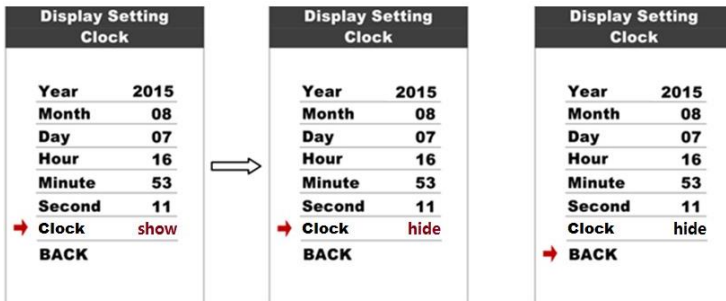 Display Setting
Clock
Year 2015
Month 08
Day 07
Hour 16
Minute 53
Second 11
Clock show
BACK
Display Setting
Clock
Year 2015
Month 08
Day 07
Hour 16
Minute 53
Second 11
Clock hide
BACK
Display Setting
Clock
Year 2015
Month 08
Day 07
Hour 16
Minute 53
Second 11
Clock hide
BACK